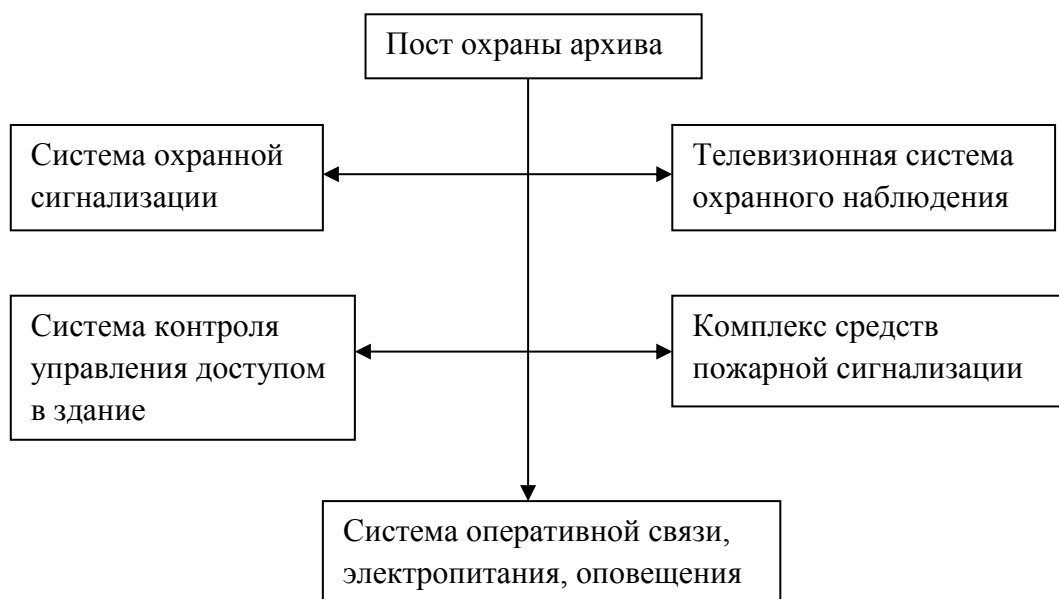 Пост охраны архива
Система охранной
сигнализации
Телевизионная система
охранного наблюдения
Система контроля
управления доступом
в здание
Комплекс средств
пожарной сигнализации
Система оперативной связи,
электропитания, оповещения